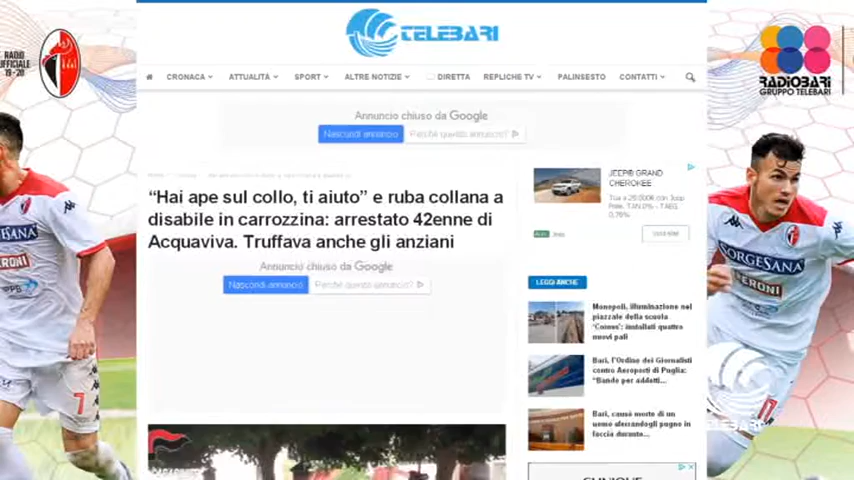 RADIO
UFFICIALE
19-20
TELEBARI
RADIOBARI
GRUPPO TELEBARI
CRONACA ATTUALITÀ SPORT ALTRE NOTIZIE DIRETTA REPLICHE TV PALINSESTO CONTATTI
Annuncio chiuso da Google
Nascondi annuncio Perché questo annuncio?
“Hai ape sul collo, ti aiuto” e ruba collana a
disabile in carrozzina: arrestato 42enne di
Acquaviva. Truffava anche gli anziani
Annuncio chiuso da Google
Nascondi annuncio Perché questo annuncio?
JEEP® GRAND
CHEROKEE
Jeep
LEGGI ANCHE
Monopoli, illuminazione nel
piazzale della scuola
installati quattro
nuovi pali
Bari, l'Ordine dei Giornalisti
contro Aeroporti di Puglia:
“Bando per addetti...
Bari, causò morte di un
uomo sferrandogli pugno in
faccia durante...
CLINIQUE
SORGESANA
PERONI
7
SORGESANA
PERONI
TELEBARI